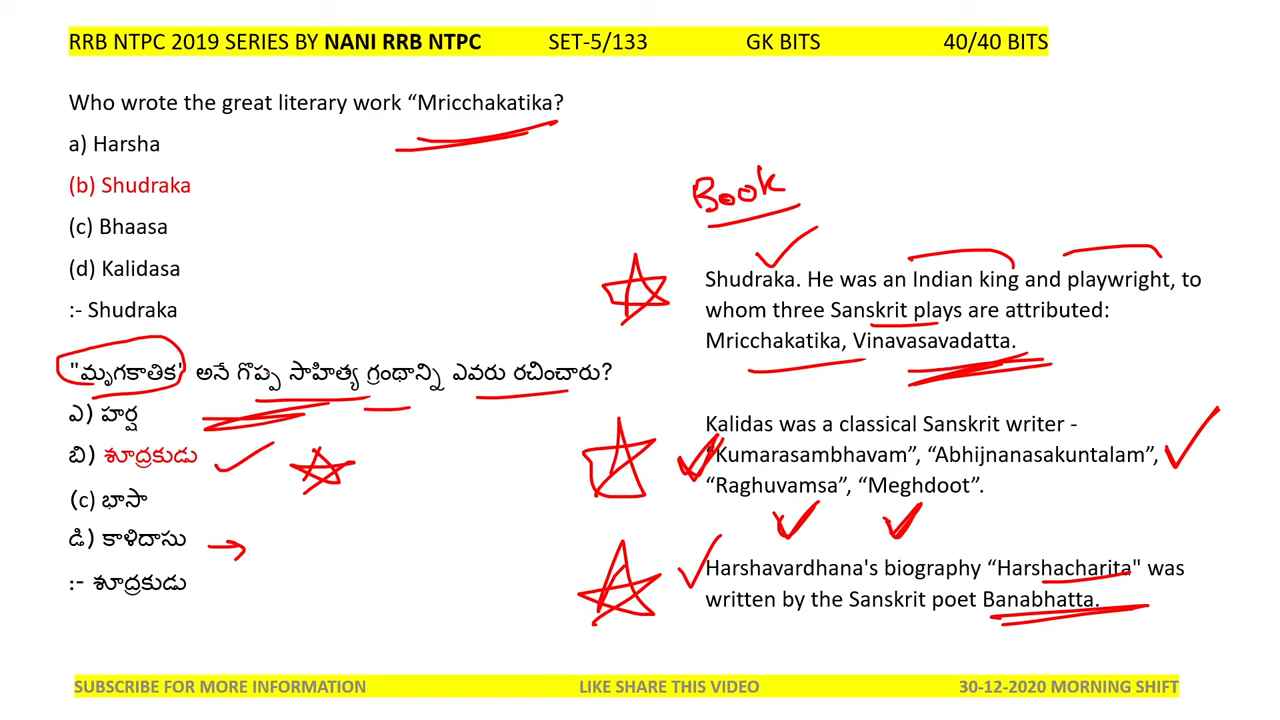 RRB NTPC 2019 SERIES BY NANI RRB NTPC SET-5/133 GK BITS 40/40 BITS
Who wrote the great literary work “Mricchakatika?
a) Harsha
(b) Shudraka
(c) Bhaasa
(d) Kalidasa
:- Shudraka
"మృగకాతిక" అనే గొప్ప సాహిత్య గ్రంథాన్ని ఎవరు రచించారు?
ఎ) హర్ష
బి) శూద్రకుడు
(c) భాసా
డి) కాళిదాసు
:- శూద్రకుడు
Book
Shudraka. He was an Indian king and playwright, to
whom three Sanskrit plays are attributed:
Mricchakatika, Vinavasavadatta.
Kalidas was a classical Sanskrit writer -
“Kumarasambhavam”, “Abhijnanasakuntalam”,
“Raghuvamsa”, “Meghdoot”.
Harshavardhana's biography “Harshacharita" was
written by the Sanskrit poet Banabhatta.
SUBSCRIBE FOR MORE INFORMATION LIKE SHARE THIS VIDEO 30-12-2020 MORNING SHIFT